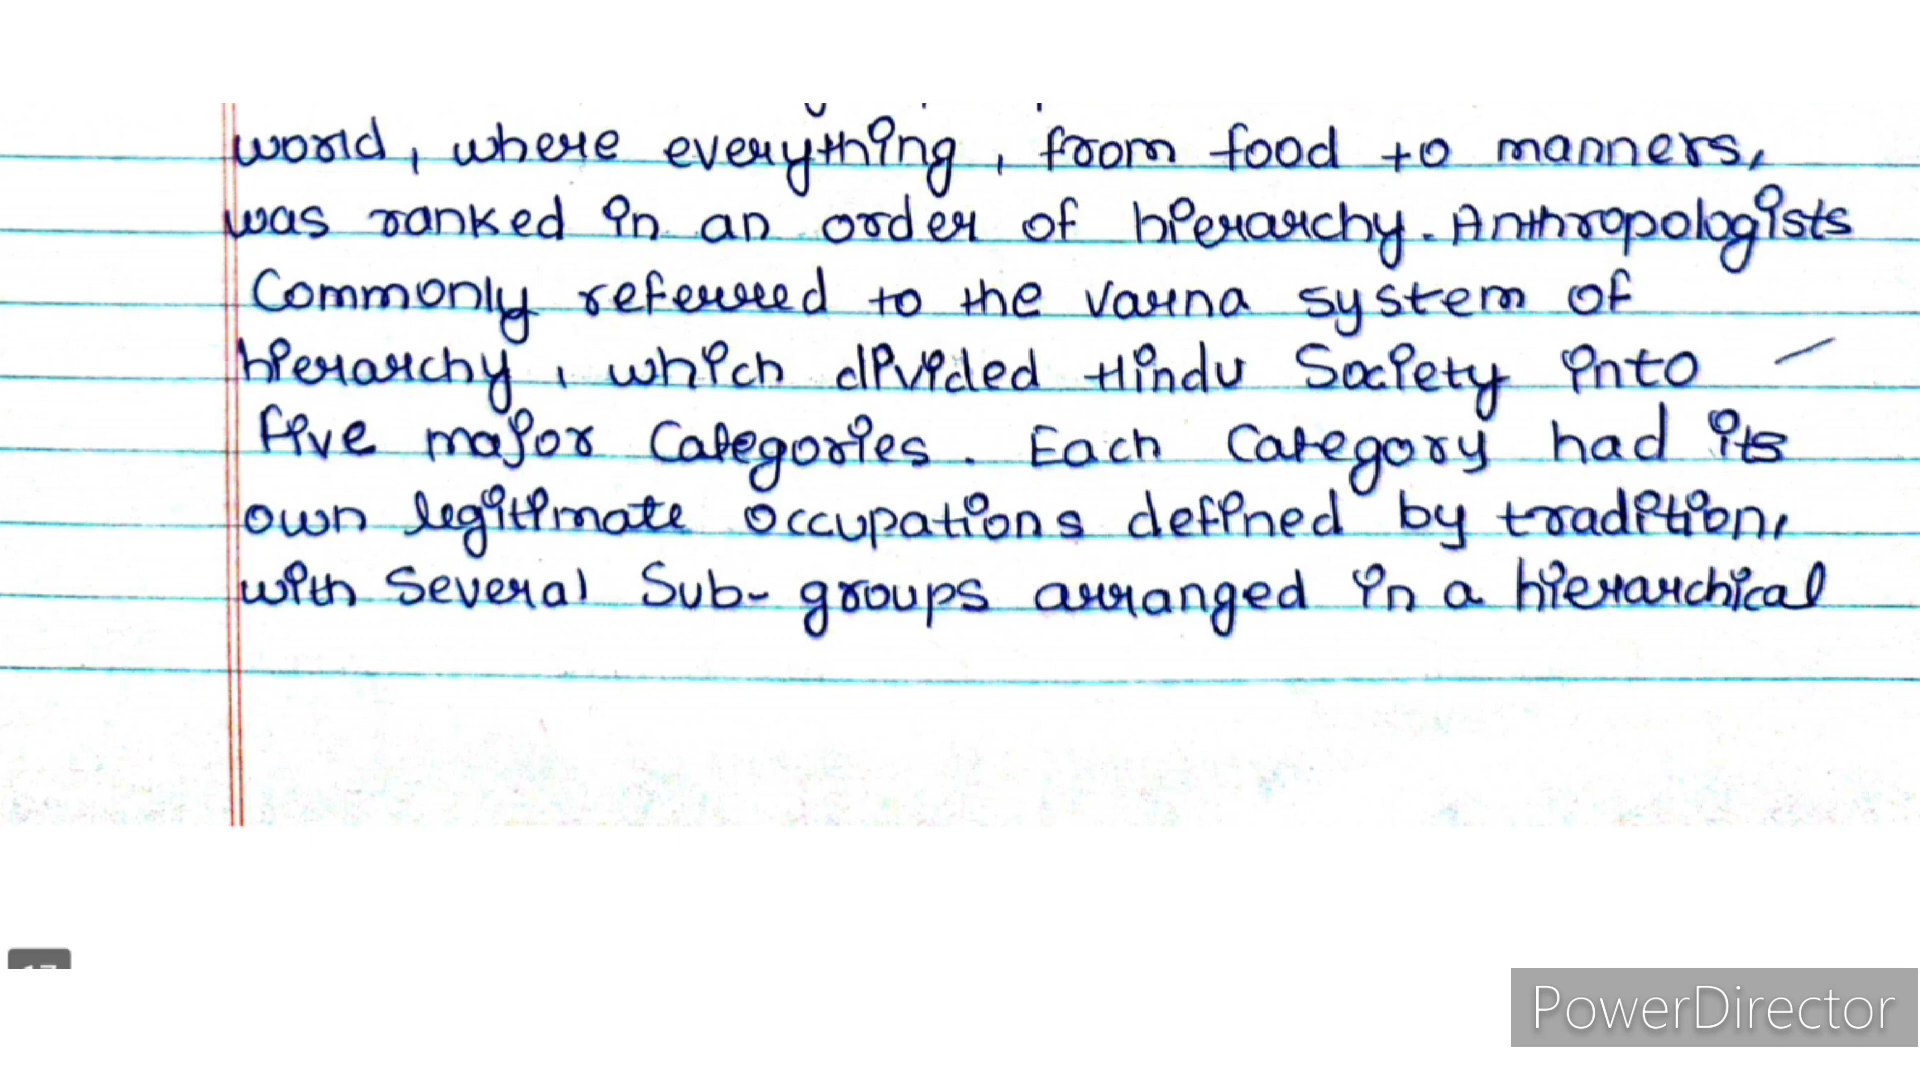 world, where everything, from food to manners,
was ranked in an order of hierarchy. Anthropologists
Commonly referred to the varna system of
hierarchy, which divided Hindu Society into
five major Categories. Each Category had its
own legitimate occupations defined by tradition,
with Several Sub-groups arranged in a hierarchical
PowerDirector